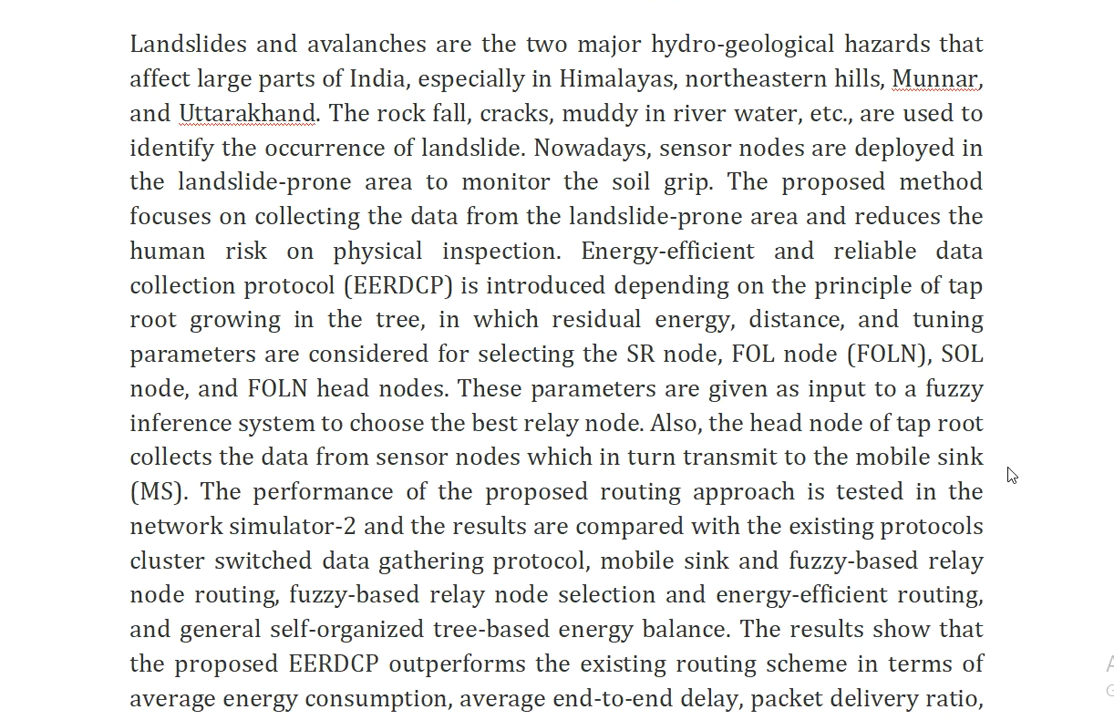 Landslides and avalanches are the two major hydro-geological hazards that
affect large parts of India, especially in Himalayas, northeastern hills, Munnar,
and Uttarakhand. The rock fall, cracks, muddy in river water, etc., are used to
identify the occurrence of landslide. Nowadays, sensor nodes are deployed in
the landslide-prone area to monitor the soil grip. The proposed method
focuses on collecting the data from the landslide-prone area and reduces the
human risk on physical inspection. Energy-efficient and reliable data
collection protocol (EERDCP) is introduced depending on the principle of tap
root growing in the tree, in which residual energy, distance, and tuning
parameters are considered for selecting the SR node, FOL node (FOLN), SOL
node, and FOLN head nodes. These parameters are given as input to a fuzzy
inference system to choose the best relay node. Also, the head node of tap root
collects the data from sensor nodes which in turn transmit to the mobile sink
(MS). The performance of the proposed routing approach is tested in the
network simulator-2 and the results are compared with the existing protocols
cluster switched data gathering protocol, mobile sink and fuzzy-based relay
node routing, fuzzy-based relay node selection and energy-efficient routing,
and general self-organized tree-based energy balance. The results show that
the proposed EERDCP outperforms the existing routing scheme in terms of
average energy consumption, average end-to-end delay, packet delivery ratio,